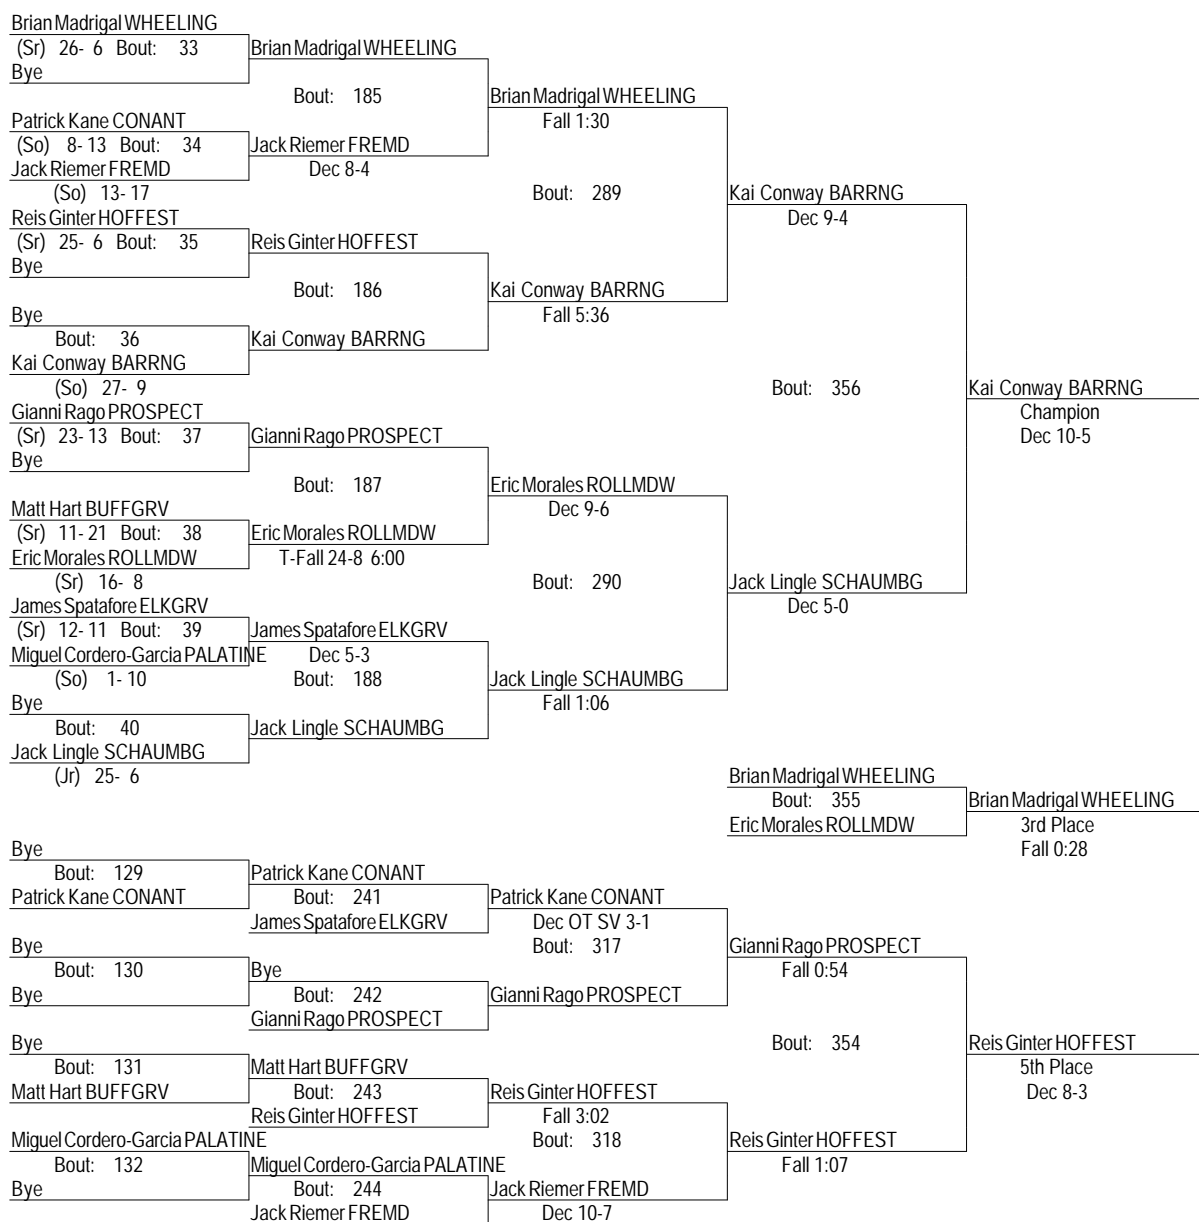 Brian Madrigal WHEELING
(Sr) 26- 6 Bout: 33 Brian Madrigal WHEELING
Bye
Bout: 185 Brian Madrigal WHEELING
Patrick Kane CONANT Fall 1:30
(So) 8- 13 Bout: 34 Jack Riemer FREMD
Jack Riemer FREMD Dec 8-4
(So) 13- 17 Bout: 289 Kai Conway BARRNG
Reis Ginter HOFFEST Dec 9-4
(Sr) 25- 6 Bout: 35 Reis Ginter HOFFEST
Bye
Bout: 186 Kai Conway BARRNG
Bye Fall 5:36
Bout: 36 Kai Conway BARRNG
Kai Conway BARRNG
(So) 27- 9 Bout: 356 Kai Conway BARRNG
Gianni Rago PROSPECT Champion
(Sr) 23- 13 Bout: 37 Gianni Rago PROSPECT Dec 10-5
Bye
Bout: 187 Eric Morales ROLLMDW
Matt Hart BUFFGRV Dec 9-6
(Sr) 11- 21 Bout: 38 Eric Morales ROLLMDW
Eric Morales ROLLMDW T-Fall 24-8 6:00
(Sr) 16- 8 Bout: 290 Jack Lingle SCHAUMBG
James Spatafore ELKGRV Dec 5-0
(Sr) 12- 11 Bout: 39 James Spatafore ELKGRV
Miguel Cordero-Garcia PALATINE Dec 5-3
(So) 1- 10 Bout: 188 Jack Lingle SCHAUMBG
Bye Fall 1:06
Bout: 40 Jack Lingle SCHAUMBG
Jack Lingle SCHAUMBG
(Jr) 25- 6 Brian Madrigal WHEELING
Bout: 355 Brian Madrigal WHEELING
Eric Morales ROLLMDW 3rd Place
Bye Fall 0:28
Bout: 129 Patrick Kane CONANT
Patrick Kane CONANT Bout: 241 Patrick Kane CONANT
James Spatafore ELKGRV Dec OT SV 3-1
Bye Bout: 317 Gianni Rago PROSPECT
Bout: 130 Bye Fall 0:54
Bye Bout: 242 Gianni Rago PROSPECT
Gianni Rago PROSPECT
Bye Bout: 354 Reis Ginter HOFFEST
Bout: 131 Matt Hart BUFFGRV 5th Place
Matt Hart BUFFGRV Bout: 243 Reis Ginter HOFFEST Dec 8-3
Reis Ginter HOFFEST Fall 3:02
Miguel Cordero-Garcia PALATINE Bout: 318 Reis Ginter HOFFEST
Bout: 132 Miguel Cordero-Garcia PALATINE Fall 1:07
Bye Bout: 244 Jack Riemer FREMD
Jack Riemer FREMD Dec 10-7